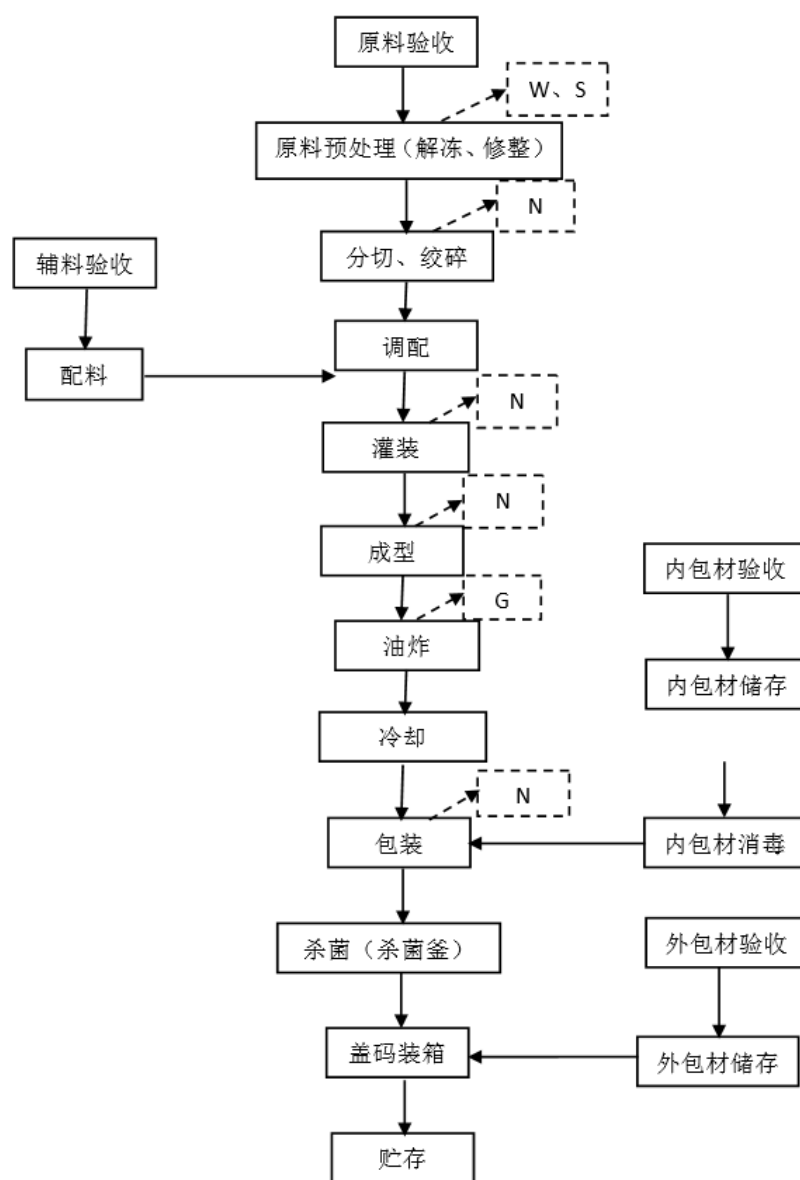 原料验收
W、S
原料预处理（解冻、修整）
N
分切、绞碎
辅料验收
调配
配料
N
灌装
N
成型
内包材验收
G
油炸
内包材储存
冷却
N
包装
内包材消毒
杀菌（杀菌釜）
外包材验收
盖码装箱
外包材储存
贮存